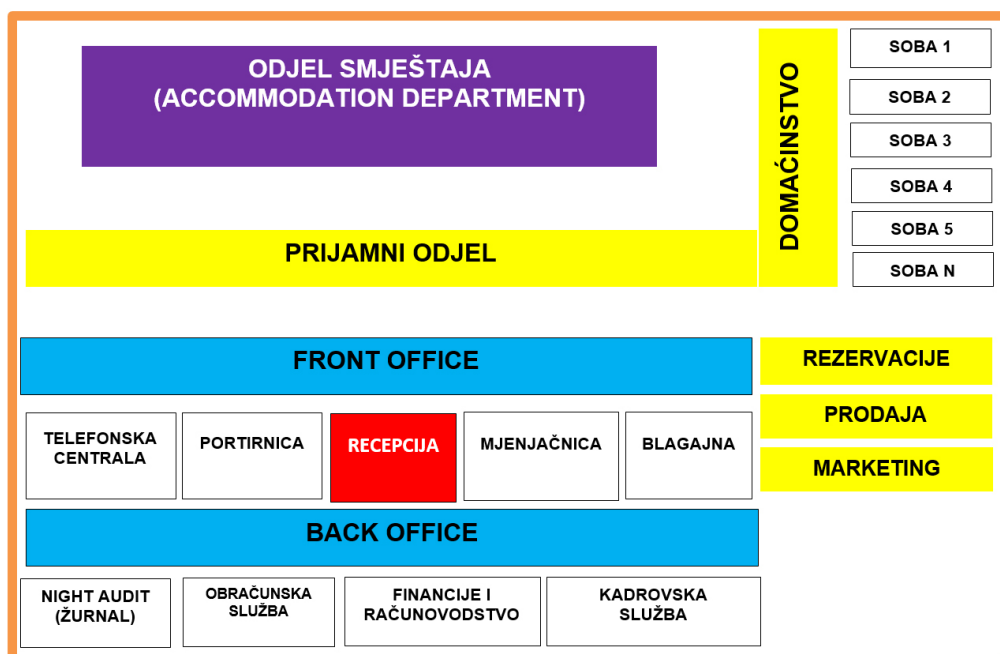 ODJEL SMJEŠTAJA
(ACCOMMODATION DEPARTMENT)
DOMAĆINSTVO
SOBA 1
SOBA 2
SOBA 3
SOBA 4
SOBA 5
SOBA N
PRIJAMNI ODJEL
FRONT OFFICE
REZERVACIJE
PRODAJA
MARKETING
TELEFONSKA
CENTRALA
PORTIRNICA
RECEPCIJA
MJENJAČNICA
BLAGAJNA
BACK OFFICE
NIGHT AUDIT
(ŽURNAL)
OBRAČUNSKA
SLUŽBA
FINANCIJE I
RAČUNOVODSTVO
KADROVSKA
SLUŽBA